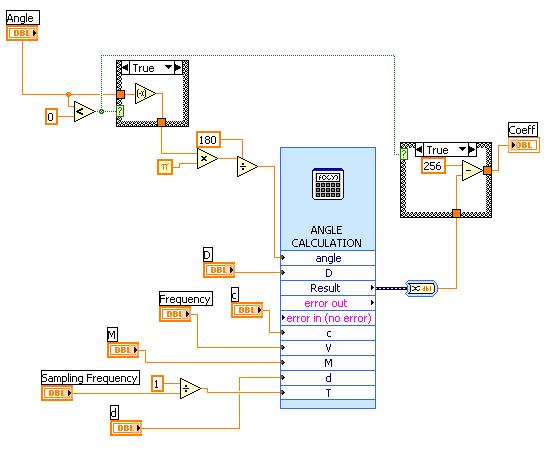 Angle
DBL
True
0
<
?
|x|
180
π
×
÷
f(x,y)
ANGLE
CALCULATION
angle
D
Result
error out
error in (no error)
c
V
M
d
T
D
DBL
c
DBL
Frequency
DBL
M
DBL
Sampling Frequency
DBL
1
÷
d
DBL
dbl
?
True
256
-
Coeff
DBL